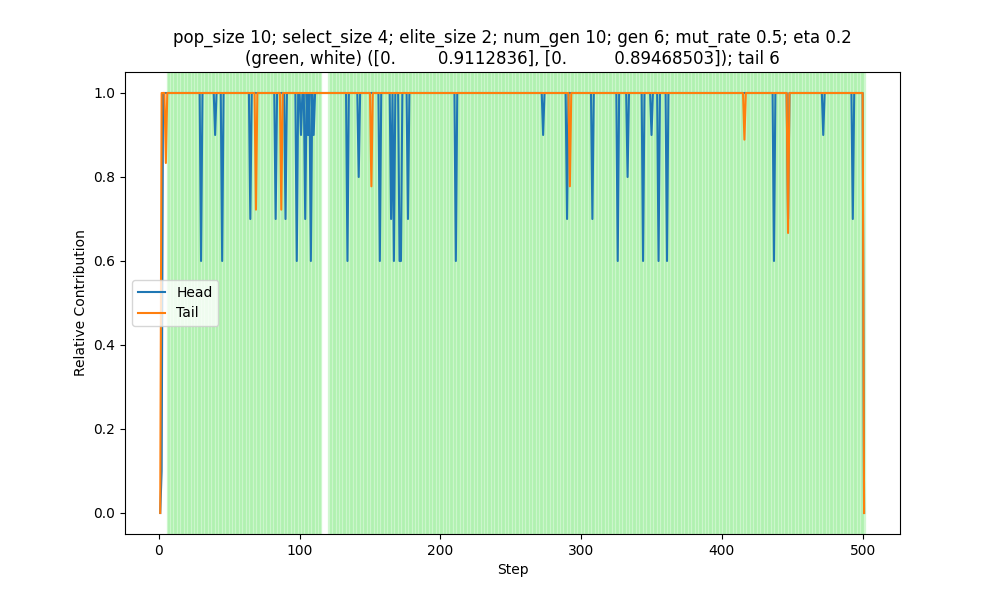 pop_size 10; select_size 4; elite_size 2; num_gen 10; gen 6; mut_rate 0.5; eta 0.2
(green, white) ([0. 0.9112836], [0. 0.89468503]); tail 6
1.0
0.8
0.6
0.4
0.2
0.0
Relative Contribution
Head
Tail
0 100 200 300 400 500
Step